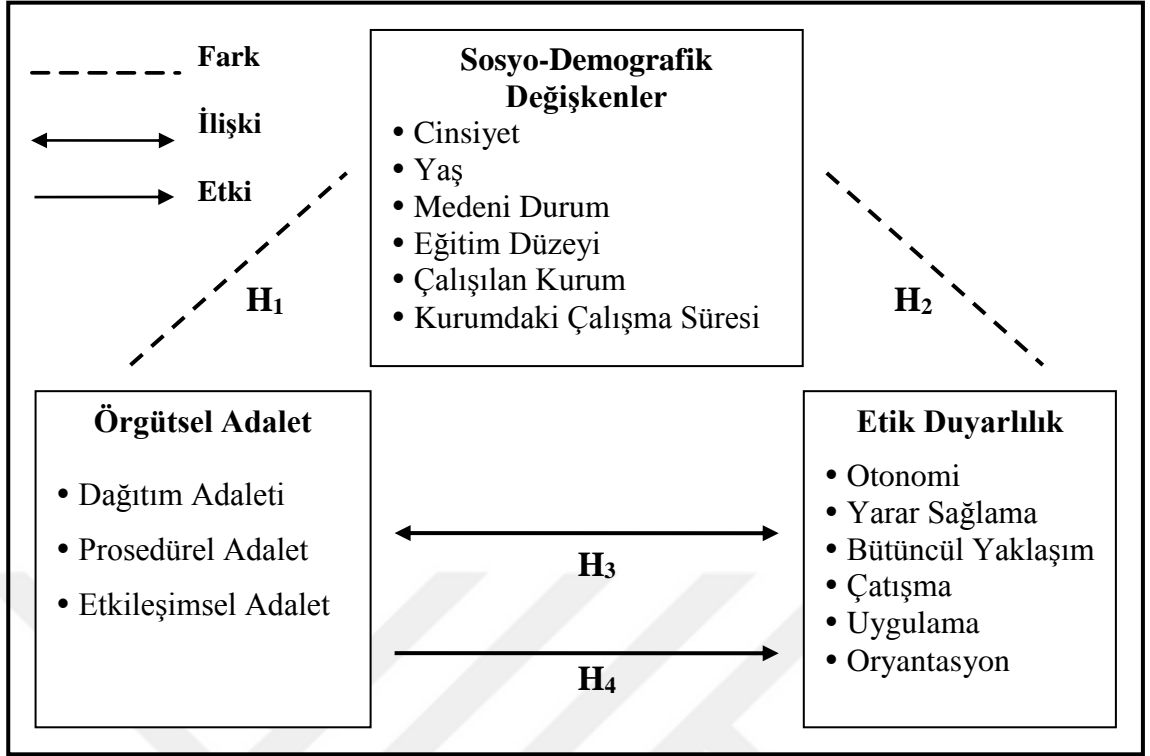 Fark
İlişki
Etki
Sosyo-Demografik
Değişkenler
• Cinsiyet
• Yaş
• Medeni Durum
• Eğitim Düzeyi
• Çalışılan Kurum
• Kurumdaki Çalışma Süresi
H₁
H₂
Örgütsel Adalet
• Dağıtım Adaleti
• Prosedürel Adalet
• Etkileşimsel Adalet
H₃
H₄
Etik Duyarlılık
• Otonomi
• Yarar Sağlama
• Bütüncül Yaklaşım
• Çatışma
• Uygulama
• Oryantasyon